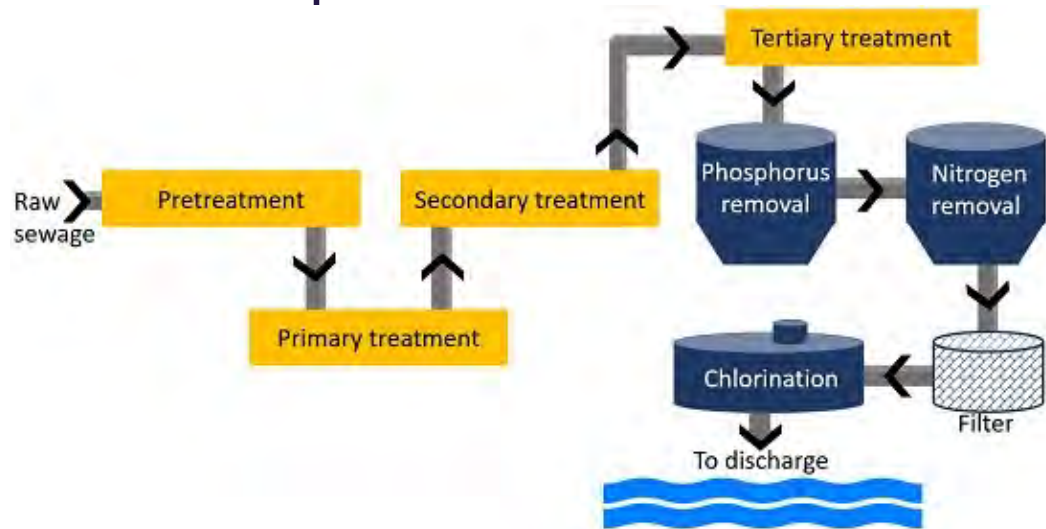 Raw
sewage
Pretreatment
Primary treatment
Secondary treatment
Tertiary treatment
Phosphorus
removal
Nitrogen
removal
Filter
Chlorination
To discharge